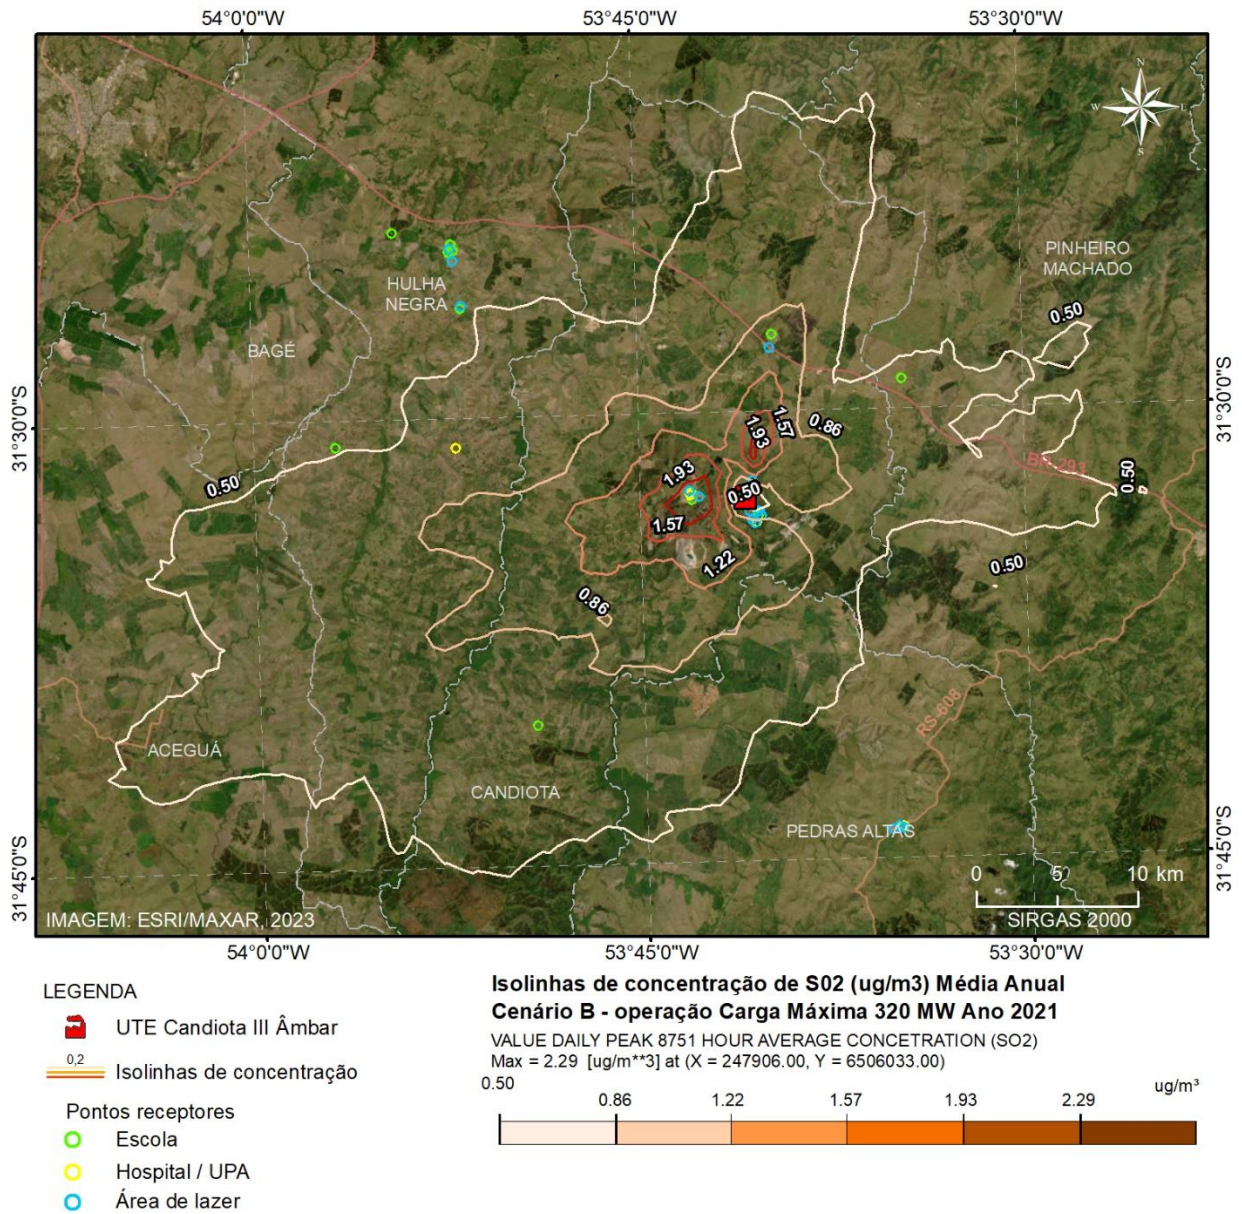 54°0'0"W 53°45'0"W 53°30'0"W
N
W E
S
PINHEIRO
MACHADO
HULHA
NEGRA
0.50
BAGÉ
31°30'0"S 31°30'0"S
1.57
0.86
1.93
BR-293
1.93
0.50
0.50
0.50
1.57
1.22
0.50
0.86
RS-608
ACEGUÁ
CANDIOTA
PEDRAS ALTAS
31°45'0"S 31°45'0"S
0 5 10 km
IMAGEM: ESRI/MAXAR, 2023
SIRGAS 2000
54°0'0"W 53°45'0"W 53°30'0"W
LEGENDA
UTE Candiota III Âmbar
0,2
Isolinhas de concentração
Pontos receptores
Escola
Hospital / UPA
Área de lazer
Isolinhas de concentração de S02 (ug/m3) Média Anual
Cenário B - operação Carga Máxima 320 MW Ano 2021
VALUE DAILY PEAK 8751 HOUR AVERAGE CONCETRATION (SO2)
Max = 2.29 [ug/m**3] at (X = 247906.00, Y = 6506033.00)
0.50 ug/m³
0.86 1.22 1.57 1.93 2.29